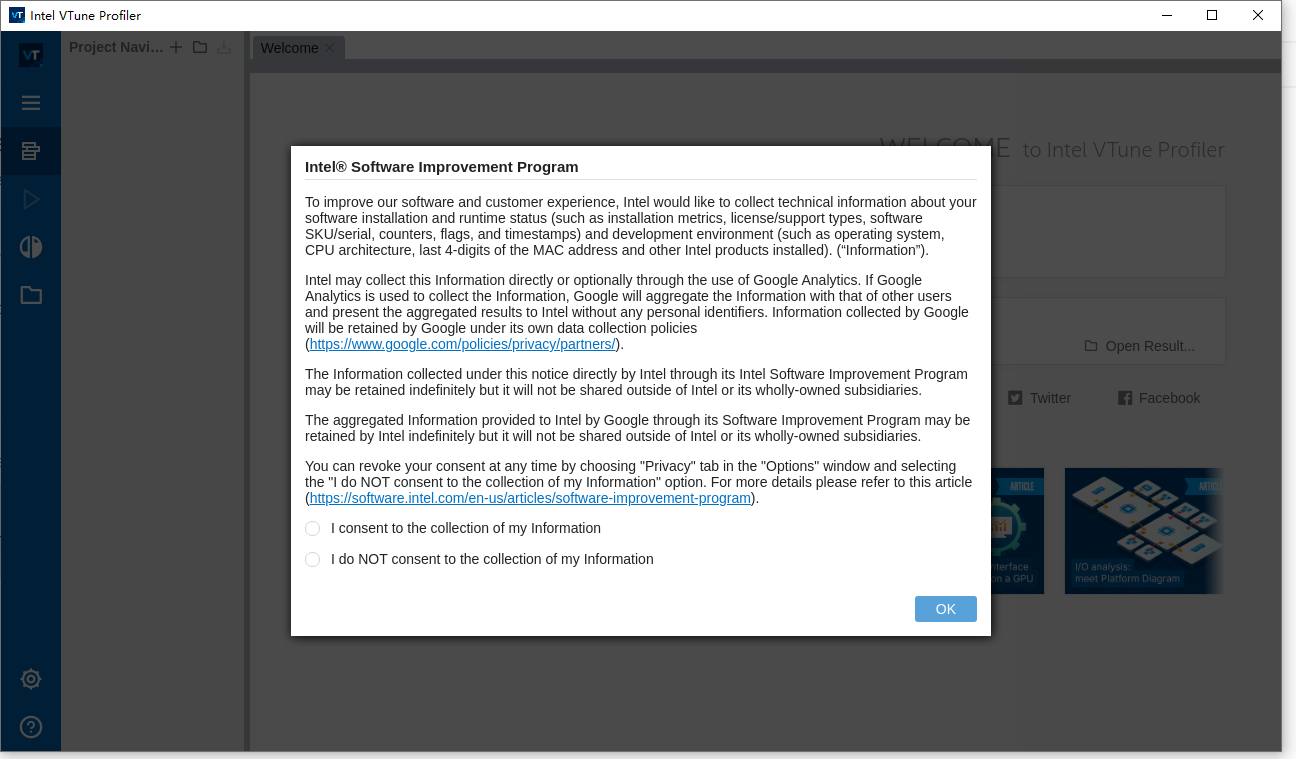 VT Intel VTune Profiler
VT
Project Navi...
Welcome
WELCOME to Intel VTune Profiler
Intel® Software Improvement Program
To improve our software and customer experience, Intel would like to collect technical information about your
software installation and runtime status (such as installation metrics, license/support types, software
SKU/serial, counters, flags, and timestamps) and development environment (such as operating system,
CPU architecture, last 4-digits of the MAC address and other Intel products installed). (“Information”).
Intel may collect this Information directly or optionally through the use of Google Analytics. If Google
Analytics is used to collect the Information, Google will aggregate the Information with that of other users
and present the aggregated results to Intel without any personal identifiers. Information collected by Google
will be retained by Google under its own data collection policies
(https://www.google.com/policies/privacy/partners/).
Open Result...
The Information collected under this notice directly by Intel through its Intel Software Improvement Program
may be retained indefinitely but it will not be shared outside of Intel or its wholly-owned subsidiaries.
Twitter
Facebook
The aggregated Information provided to Intel by Google through its Software Improvement Program may be
retained by Intel indefinitely but it will not be shared outside of Intel or its wholly-owned subsidiaries.
You can revoke your consent at any time by choosing "Privacy" tab in the "Options" window and selecting
the "I do NOT consent to the collection of my Information" option. For more details please refer to this article
(https://software.intel.com/en-us/articles/software-improvement-program).
ARTICLE
I consent to the collection of my Information
I do NOT consent to the collection of my Information
nterface
on a GPU
I/O analysis:
meet Platform Diagram
OK